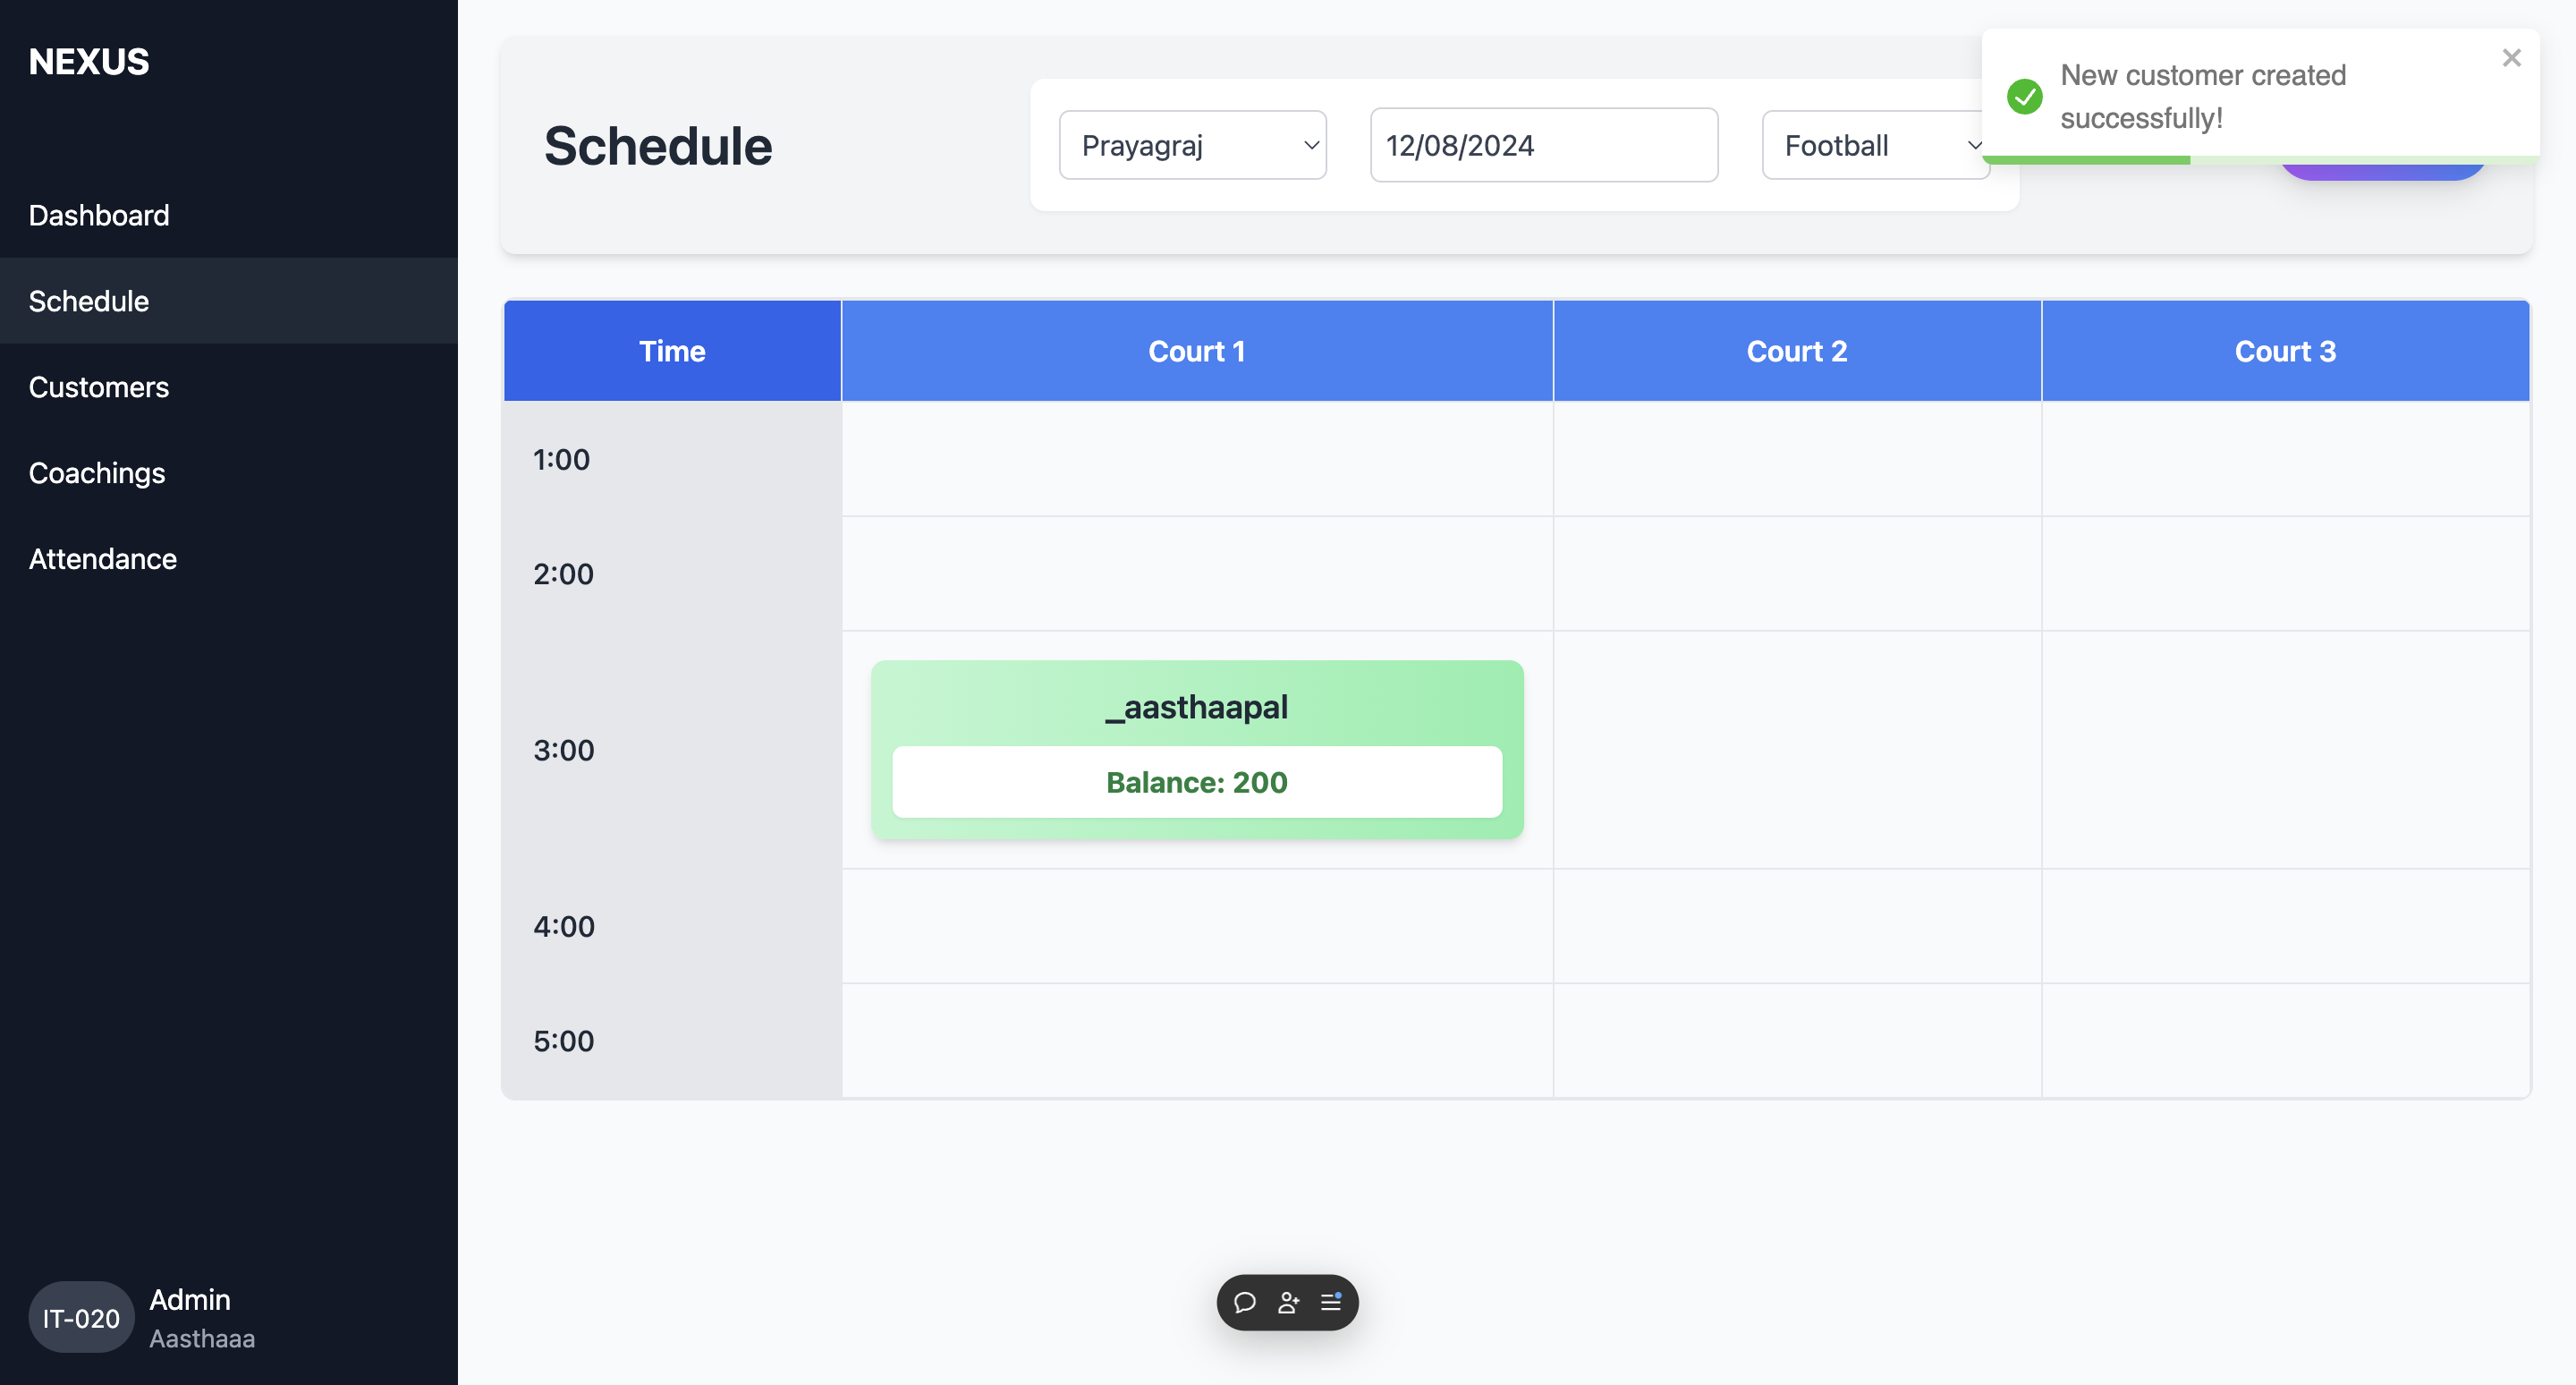 NEXUS
Dashboard
Schedule
Customers
Coachings
Attendance
IT-020
Admin
Aasthaaa
Schedule
Prayagraj
12/08/2024
Football
New customer created
successfully!
Time
Court 1
Court 2
Court 3
1:00
2:00
3:00
_aasthaapal
Balance: 200
4:00
5:00